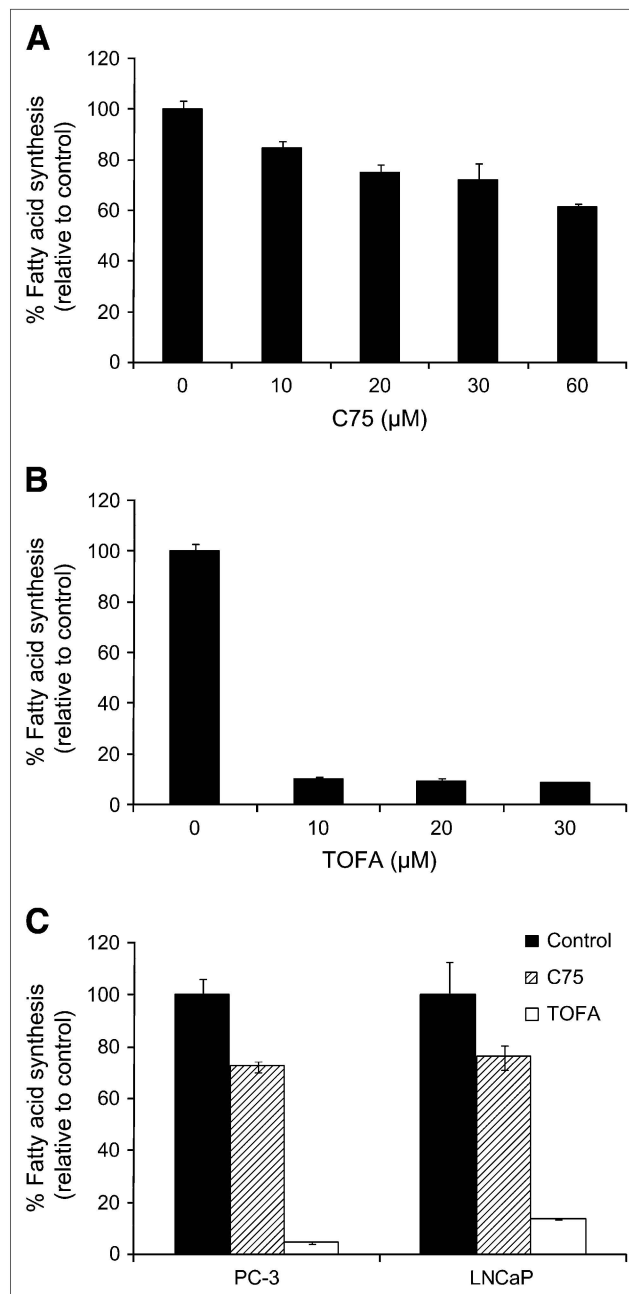 A
% Fatty acid synthesis
(relative to control)
120
100
80
60
40
20
0
0 10 20 30 60
C75 (µM)
B
% Fatty acid synthesis
(relative to control)
120
100
80
60
40
20
0
0 10 20 30
TOFA (µM)
C
% Fatty acid synthesis
(relative to control)
120
100
80
60
40
20
0
Control
C75
TOFA
PC-3 LNCaP